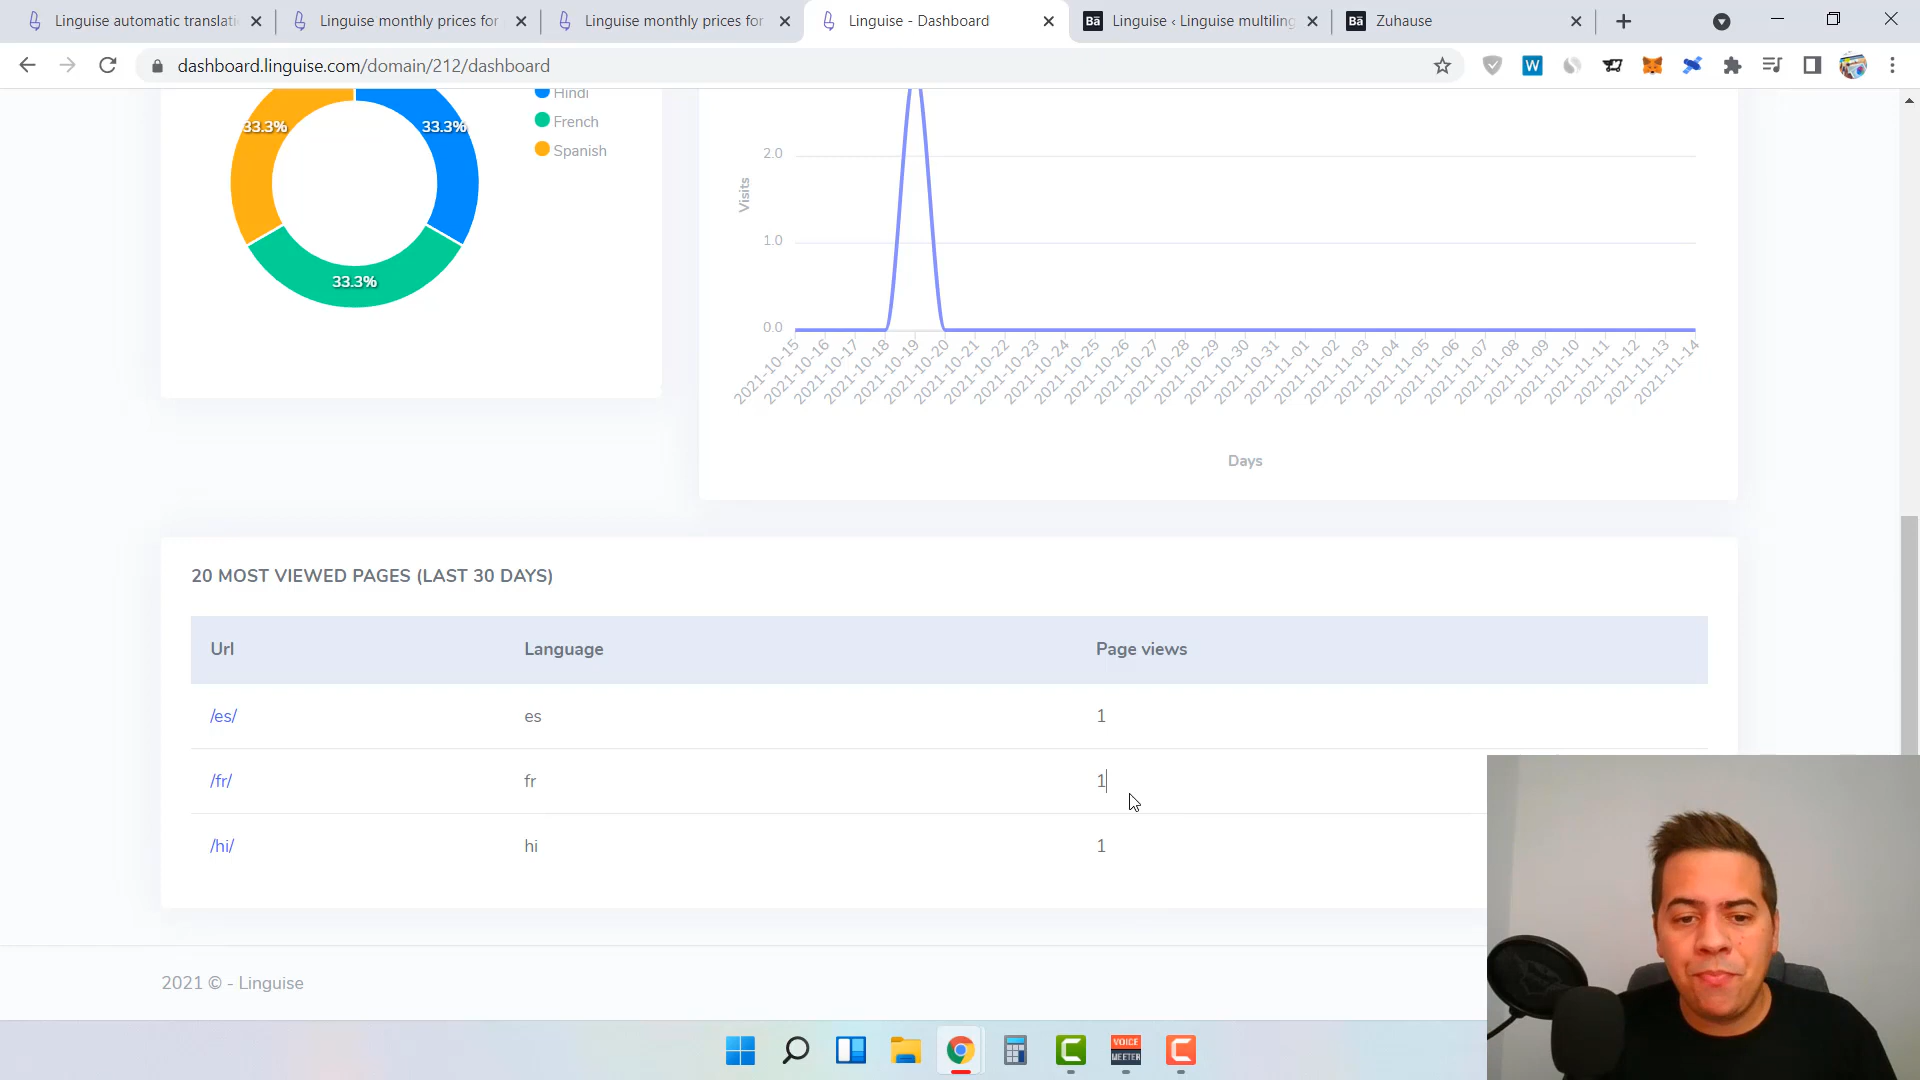 Linguise automatic translati
Linguise monthly prices for
Linguise monthly prices for
Linguise - Dashboard
Bā
Linguise ‹ Linguise multiling
Bā
Zuhause
dashboard.linguise.com/domain/212/dashboard
W
33.3%
33.3%
33.3%
Hindi
French
Spanish
Visits
2.0
1.0
0.0
2021-10-15
2021-10-16
2021-10-17
2021-10-18
2021-10-19
2021-10-20
2021-10-21
2021-10-22
2021-10-23
2021-10-24
2021-10-25
2021-10-26
2021-10-27
2021-10-28
2021-10-29
2021-10-30
2021-10-31
2021-11-01
2021-11-02
2021-11-03
2021-11-04
2021-11-05
2021-11-06
2021-11-07
2021-11-08
2021-11-09
2021-11-10
2021-11-11
2021-11-12
2021-11-13
2021-11-14
Days
20 MOST VIEWED PAGES (LAST 30 DAYS)
Url Language Page views
/es/ es 1
/fr/ fr 1
/hi/ hi 1
2021 © - Linguise
VOICE
MEETER